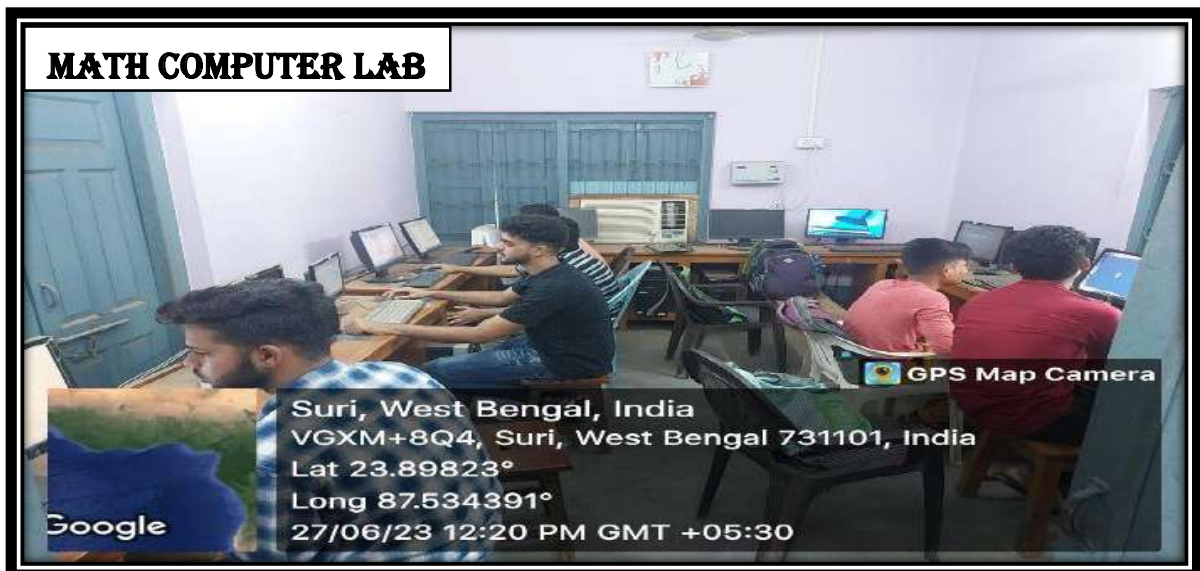 MATH COMPUTER LAB
GPS Map Camera
Suri, West Bengal, India
VGXM+8Q4, Suri, West Bengal 731101, India
Lat 23.89823°
Long 87.534391°
27/06/23 12:20 PM GMT +05:30
Google